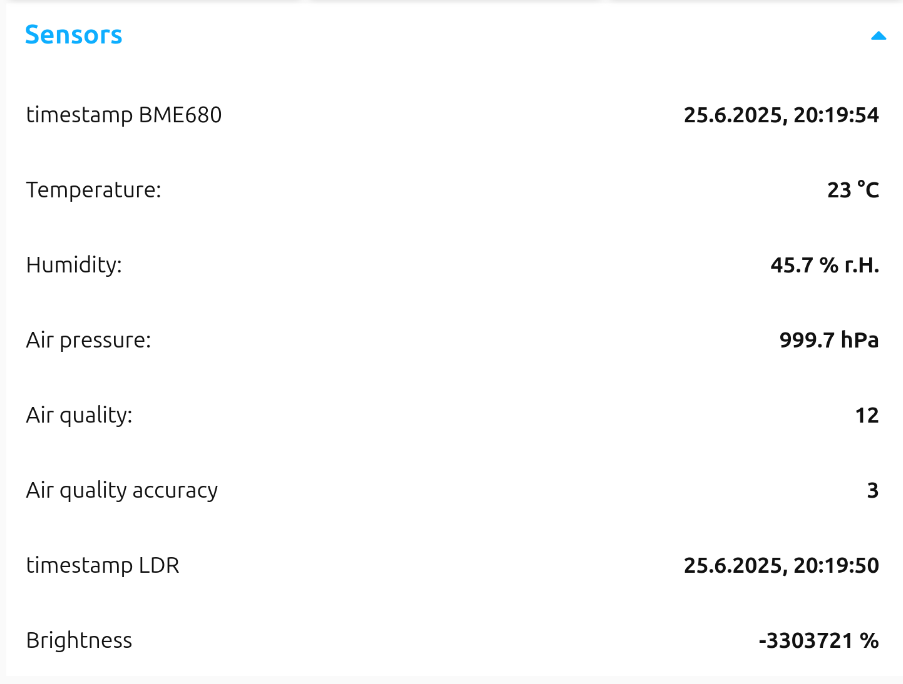 Sensors
timestamp BME680 25.6.2025, 20:19:54
Temperature: 23 °C
Humidity: 45.7 % r.H.
Air pressure: 999.7 hPa
Air quality: 12
Air quality accuracy 3
timestamp LDR 25.6.2025, 20:19:50
Brightness -3303721 %